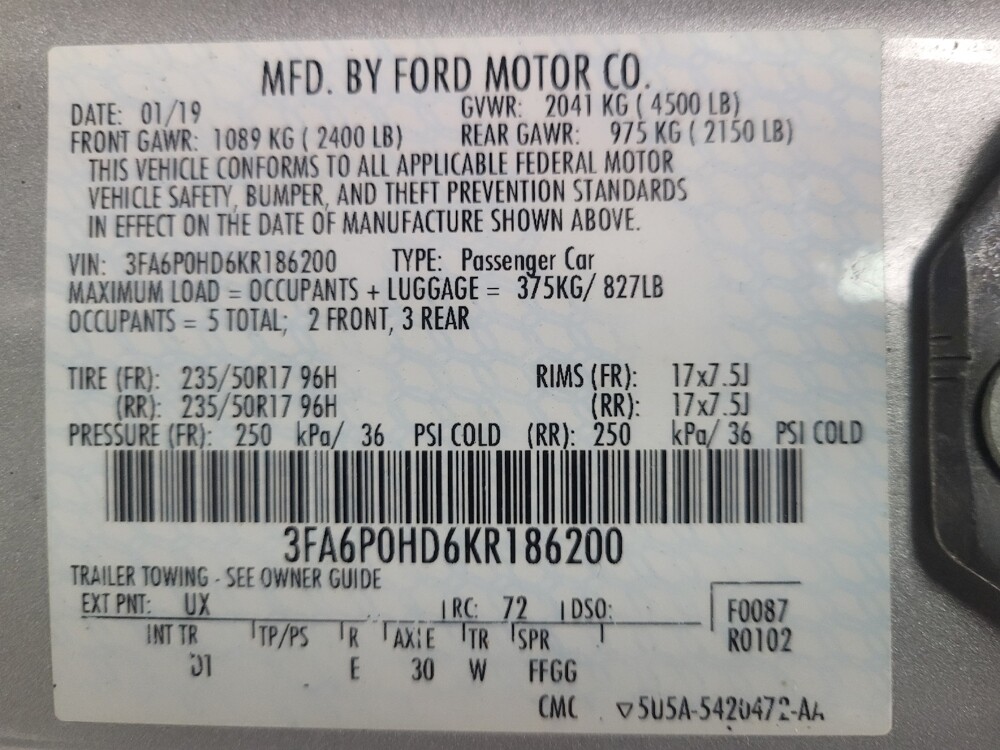 MFD. BY FORD MOTOR CO.
DATE: 01/19 GVWR: 2041 KG ( 4500 LB)
FRONT GAWR: 1089 KG ( 2400 LB) REAR GAWR: 975 KG ( 2150 LB)
THIS VEHICLE CONFORMS TO ALL APPLICABLE FEDERAL MOTOR
VEHICLE SAFETY, BUMPER, AND THEFT PREVENTION STANDARDS
IN EFFECT ON THE DATE OF MANUFACTURE SHOWN ABOVE.
VIN: 3FA6P0HD6KR186200 TYPE: Passenger Car
MAXIMUM LOAD = OCCUPANTS + LUGGAGE = 375KG/ 827LB
OCCUPANTS = 5 TOTAL; 2 FRONT, 3 REAR
TIRE (FR): 235/50R17 96H RIMS (FR): 17x7.5J
(RR): 235/50R17 96H (RR): 17x7.5J
PRESSURE (FR): 250 kPa/ 36 PSI COLD (RR): 250 kPa/ 36 PSI COLD
3FA6P0HD6KR186200
TRAILER TOWING - SEE OWNER GUIDE
EXT PNT: UX RC: 72 DSO: F0087
INT TR TP/PS R AXLE TR SPR R0102
01 E 30 W FFGG
CMC ▽5U5A-5420472-AA